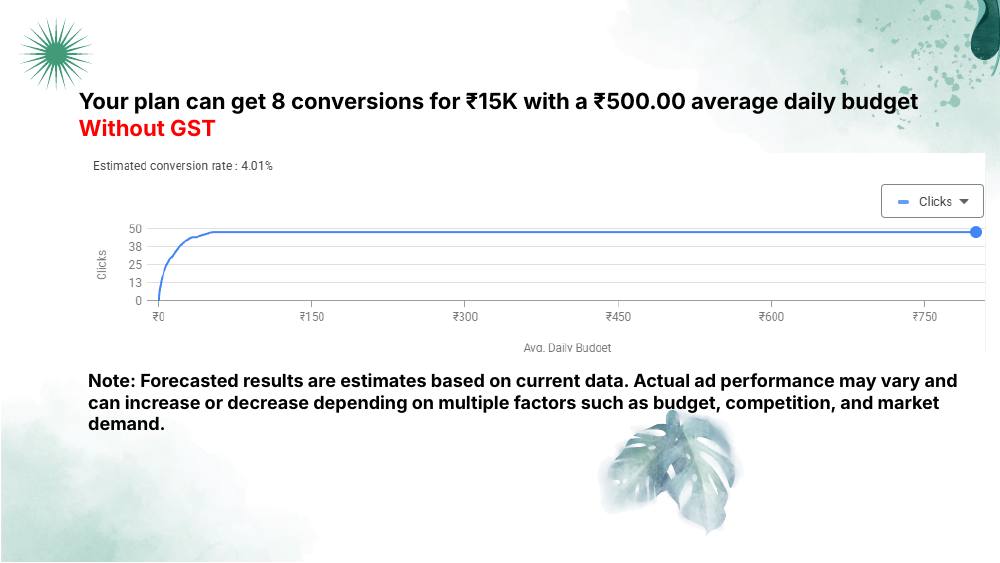 Your plan can get 8 conversions for ₹15K with a ₹500.00 average daily budget
Without GST
Estimated conversion rate : 4.01%
Clicks
50
38
25
13
0
Clicks
₹0
₹150
₹300
₹450
₹600
₹750
Avg. Daily Budget
Note: Forecasted results are estimates based on current data. Actual ad performance may vary and
can increase or decrease depending on multiple factors such as budget, competition, and market
demand.